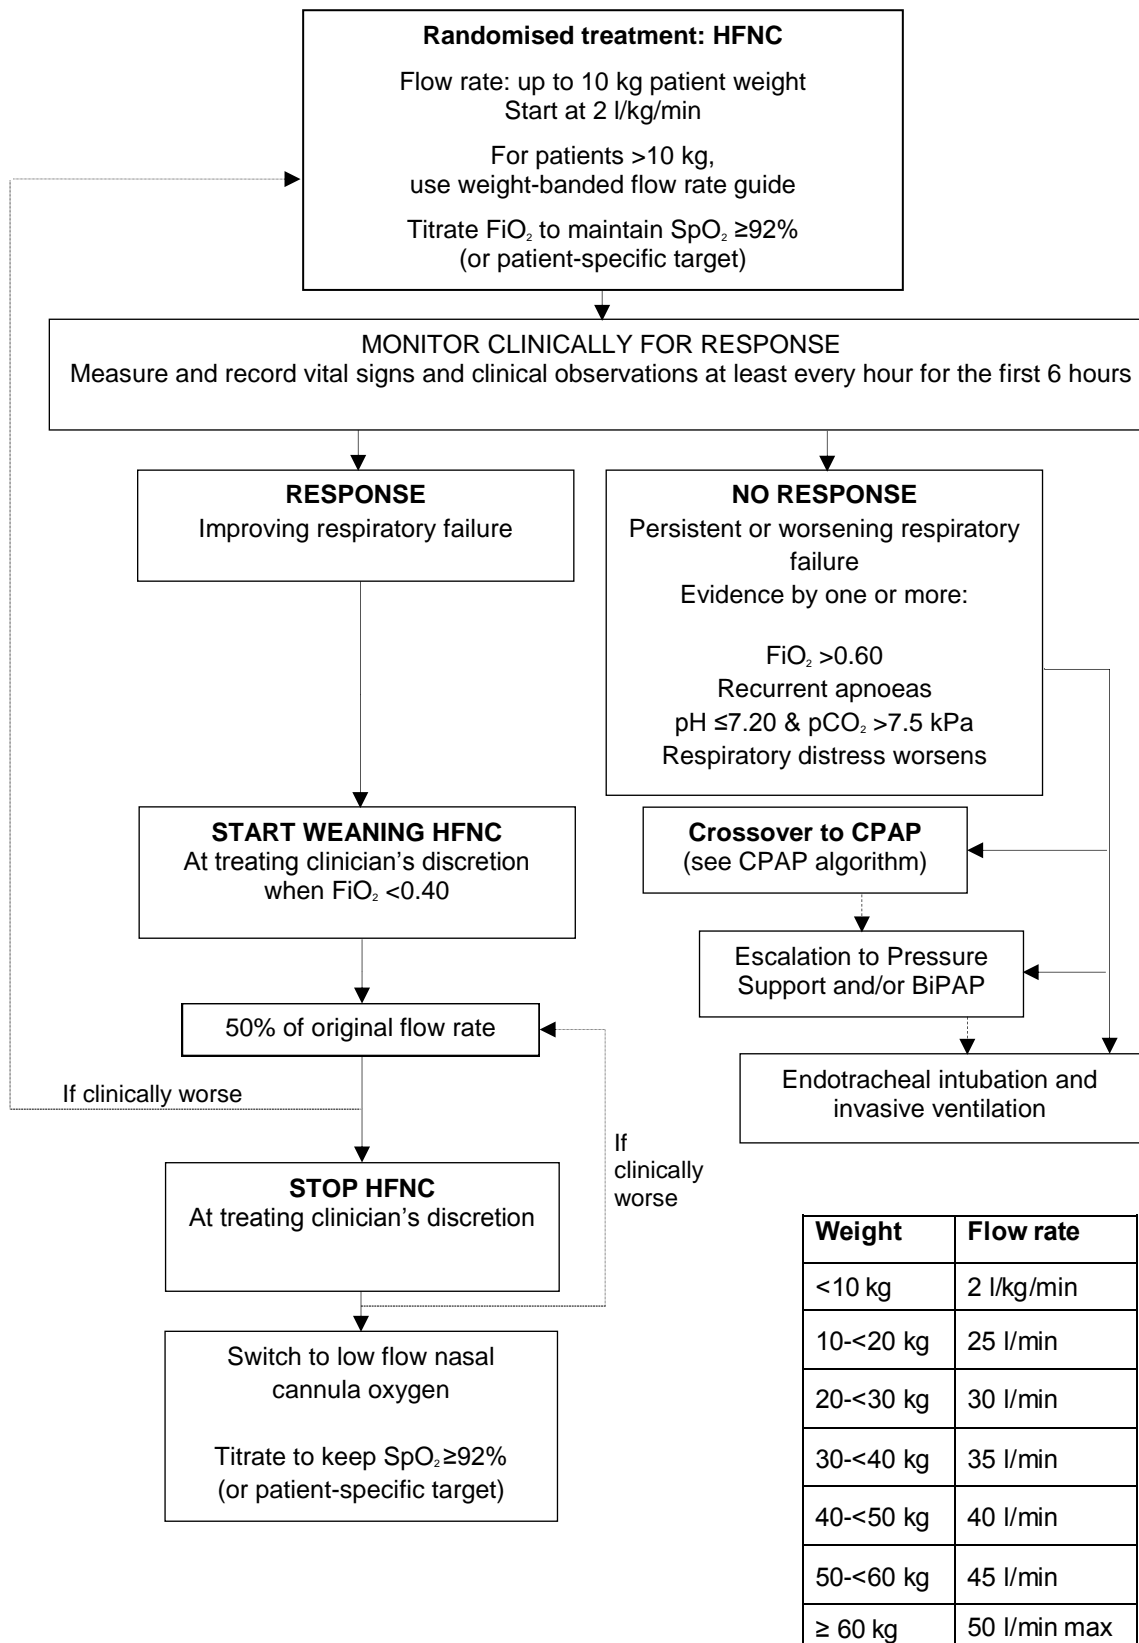 Randomised treatment: HFNC
Flow rate: up to 10 kg patient weight
Start at 2 l/kg/min
For patients >10 kg,
use weight-banded flow rate guide
Titrate FiO₂ to maintain SpO₂ ≥92%
(or patient-specific target)
MONITOR CLINICALLY FOR RESPONSE
Measure and record vital signs and clinical observations at least every hour for the first 6 hours
RESPONSE
Improving respiratory failure
NO RESPONSE
Persistent or worsening respiratory
failure
Evidence by one or more:
FiO₂ >0.60
Recurrent apnoeas
pH ≤7.20 & pCO₂ >7.5 kPa
Respiratory distress worsens
START WEANING HFNC
At treating clinician’s discretion
when FiO₂ <0.40
Crossover to CPAP
(see CPAP algorithm)
Escalation to Pressure
Support and/or BiPAP
50% of original flow rate
Endotracheal intubation and
invasive ventilation
If clinically worse
If
clinically
worse
STOP HFNC
At treating clinician’s discretion
Switch to low flow nasal
cannula oxygen
Titrate to keep SpO₂ ≥92%
(or patient-specific target)
Weight Flow rate
<10 kg 2 l/kg/min
10-<20 kg 25 l/min
20-<30 kg 30 l/min
30-<40 kg 35 l/min
40-<50 kg 40 l/min
50-<60 kg 45 l/min
≥ 60 kg 50 l/min max